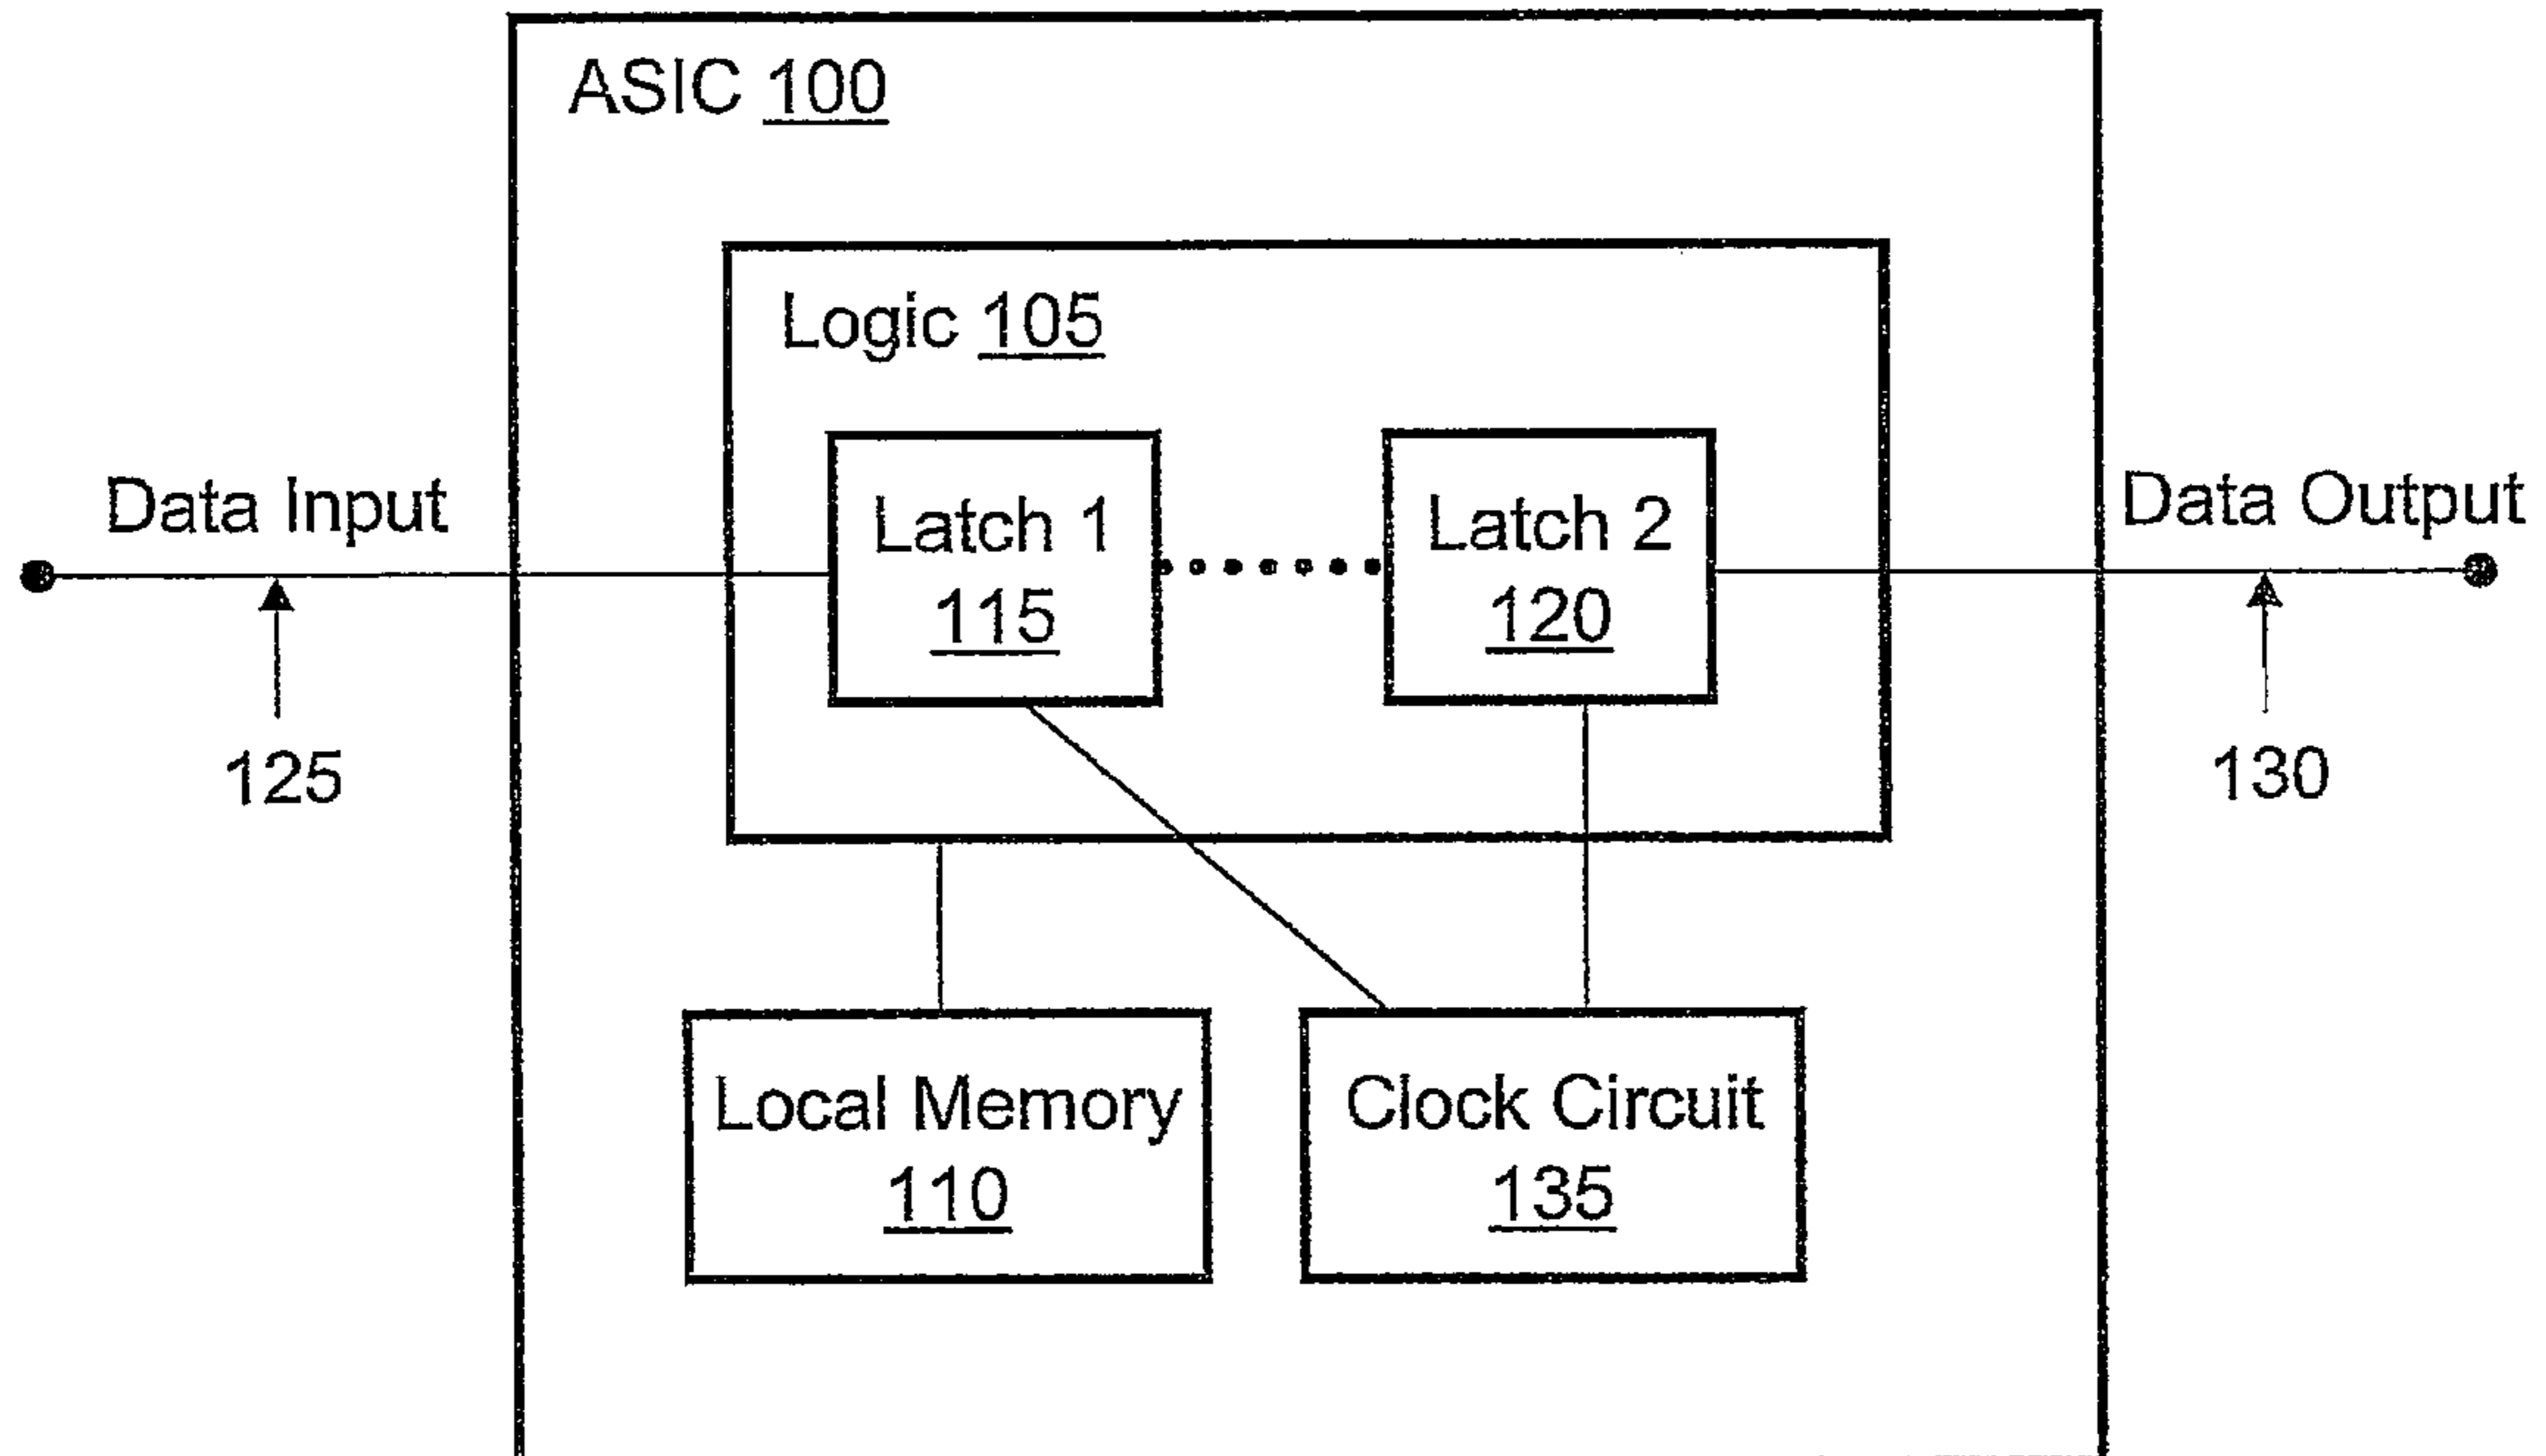 ASIC 100
Logic 105
Data Input
Latch 1
115
Latch 2
120
Data Output
125
130
Local Memory
110
Clock Circuit
135